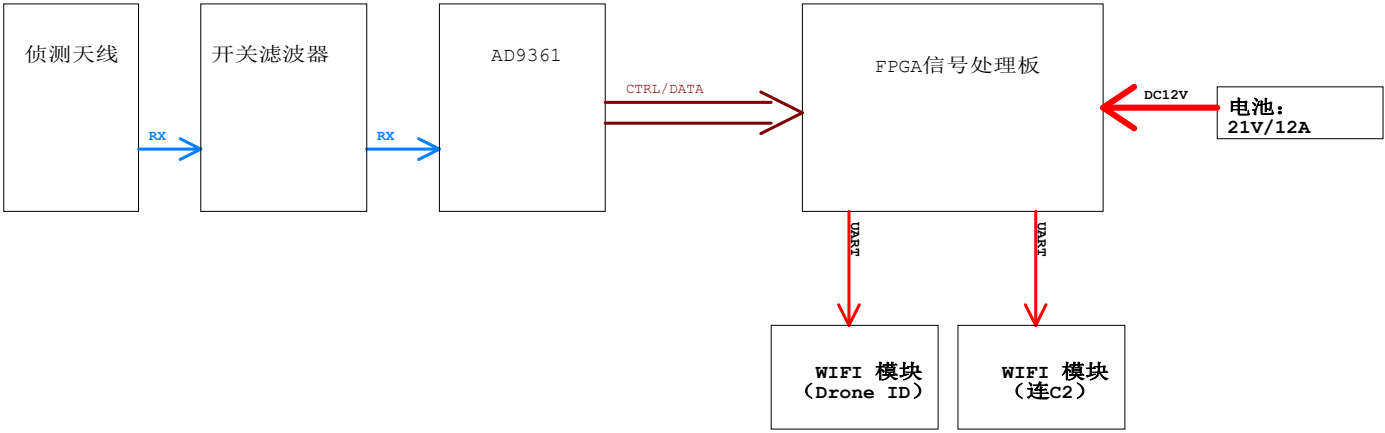 侦测天线
开关滤波器
AD9361
FPGA信号处理板
RX
RX
CTRL/DATA
DC12V
电池：
21V/12A
UART
UART
WIFI 模块
（Drone ID）
WIFI 模块
（连C2）